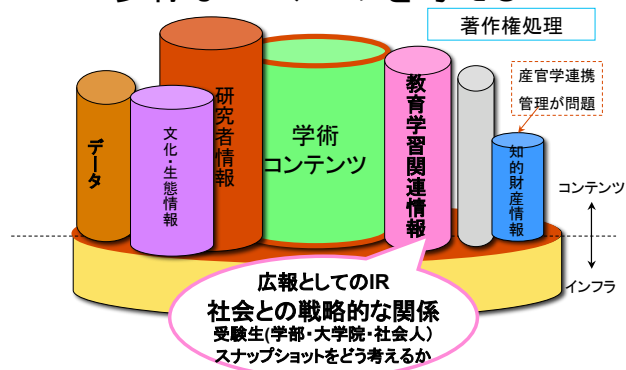 著作権処理
産官学連携
管理が問題
データ
文化・生態情報
研究者情報
学術
コンテンツ
教育学習関連情報
知的財産情報
コンテンツ
インフラ
広報としてのIR
社会との戦略的な関係
受験生(学部・大学院・社会人)
スナップショットをどう考えるか